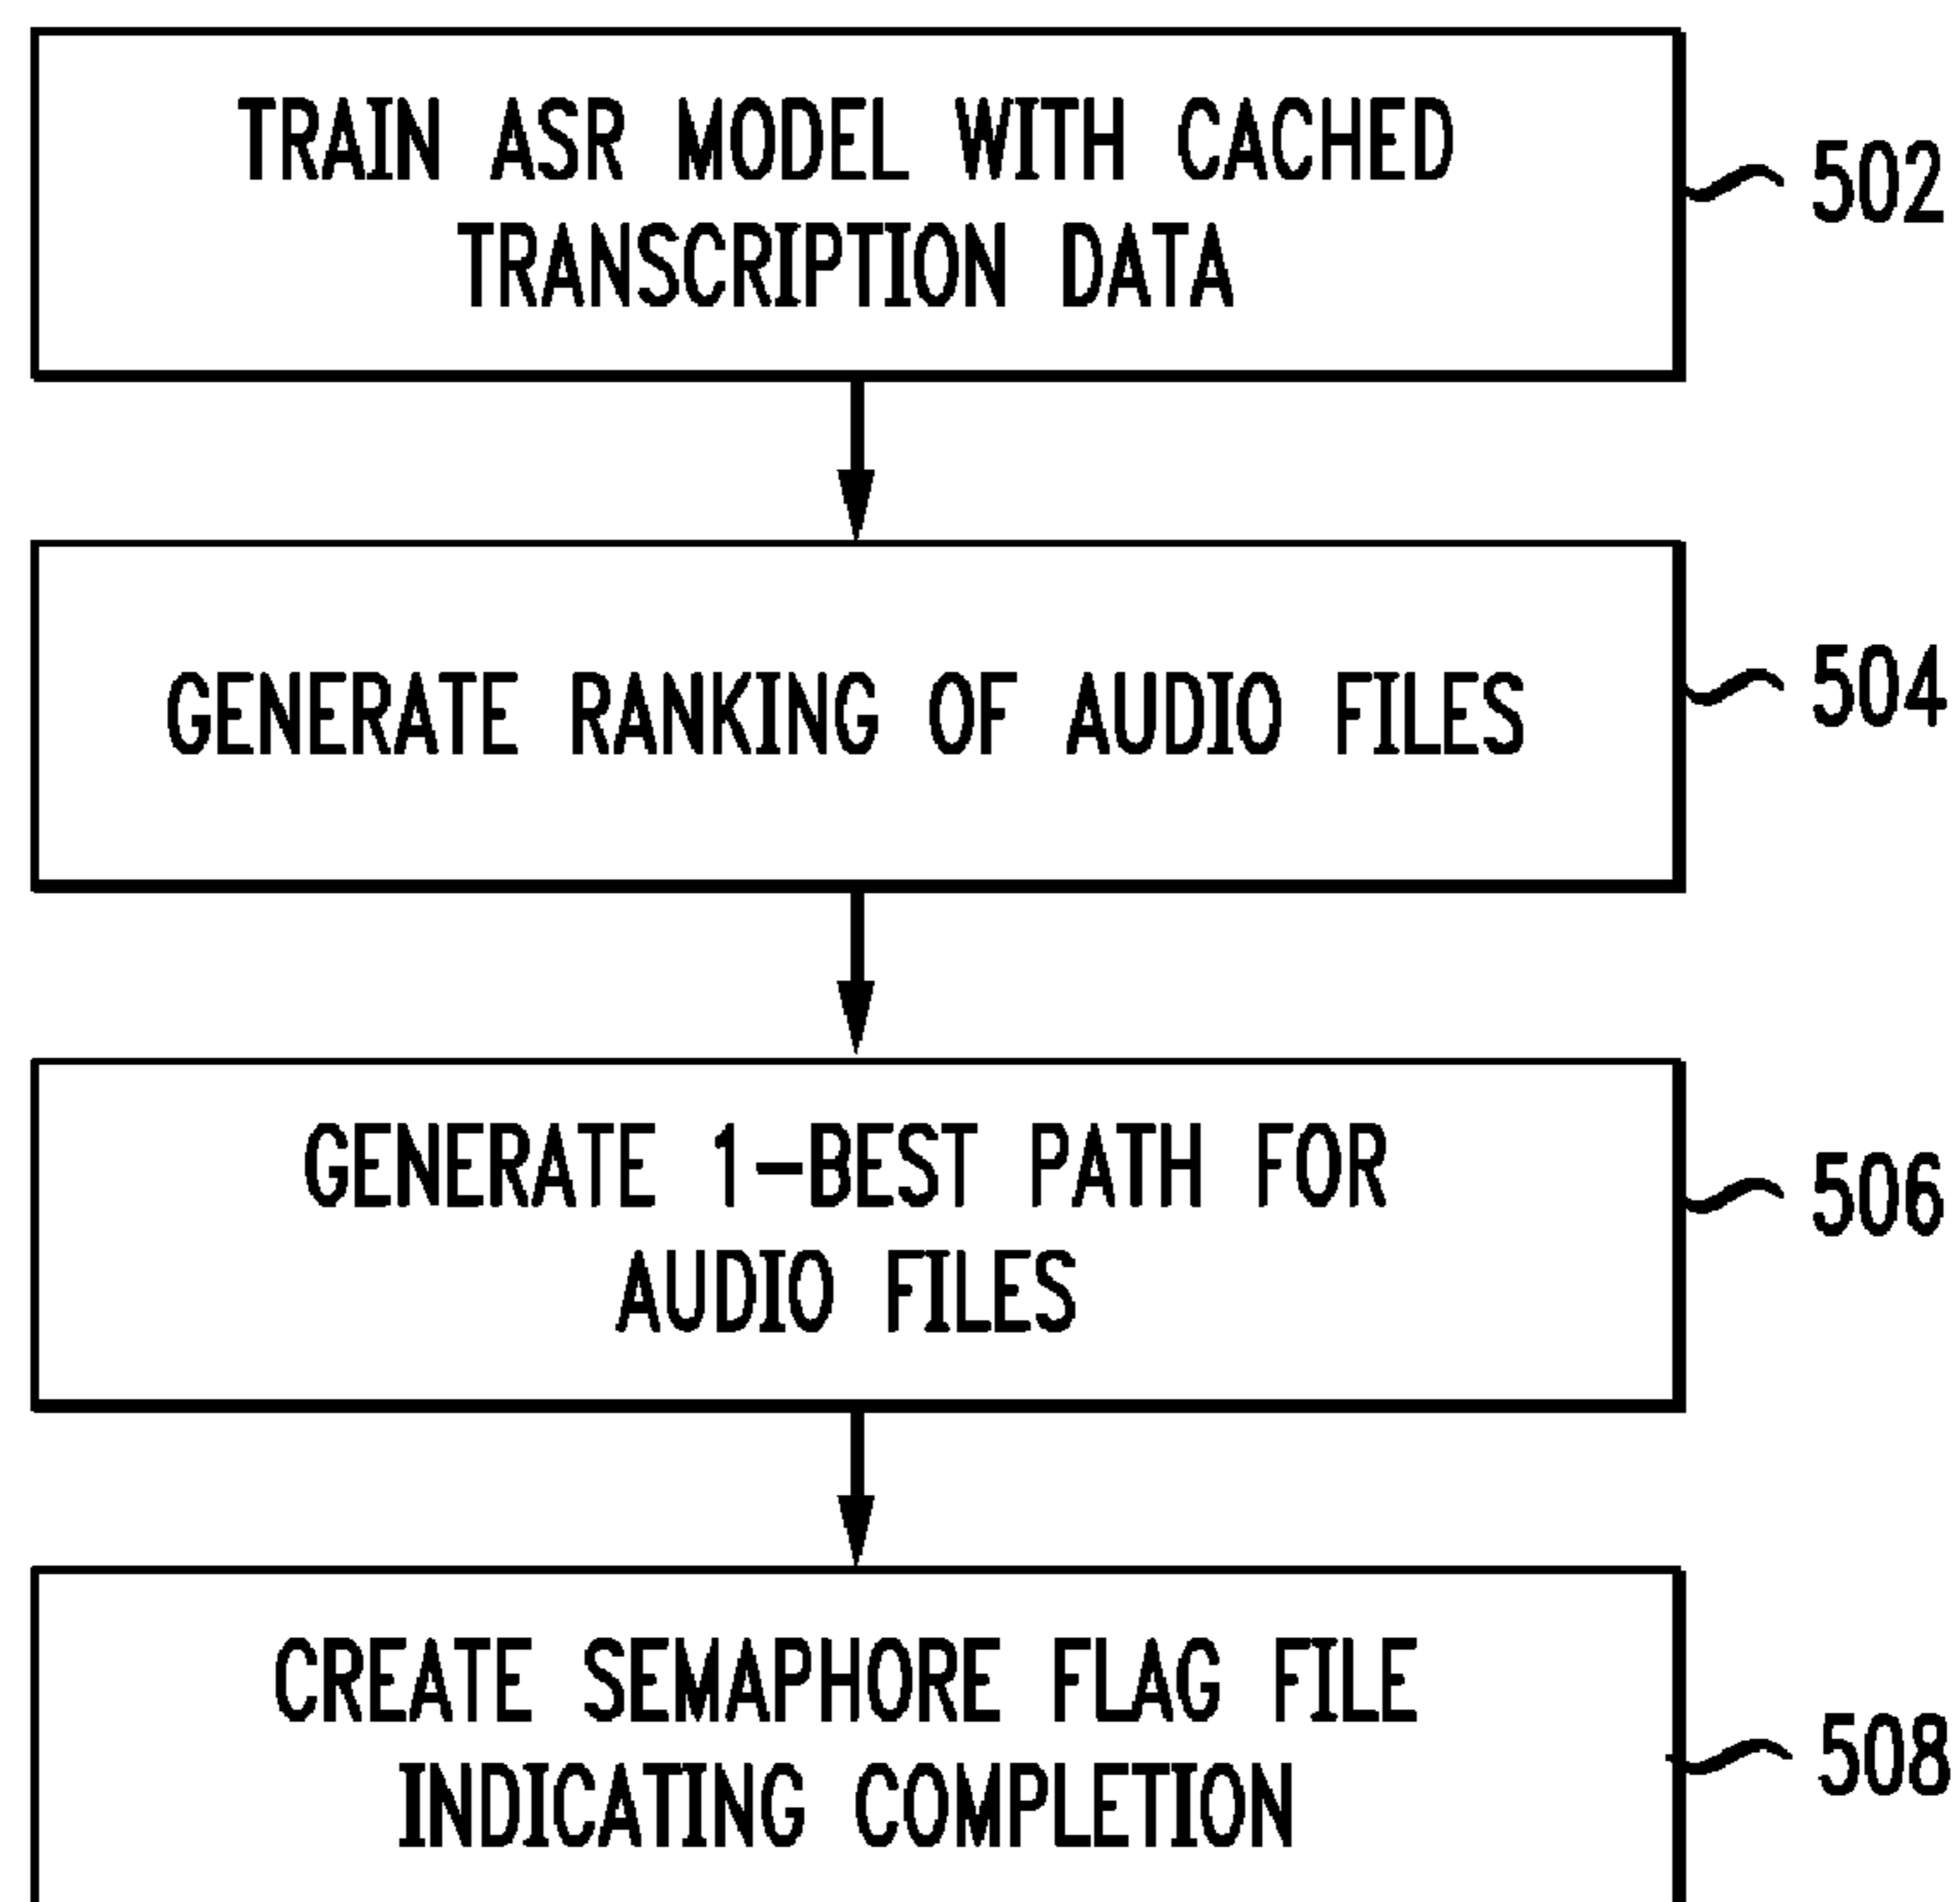 TRAIN ASR MODEL WITH CACHED
TRANSCRIPTION DATA
502
GENERATE RANKING OF AUDIO FILES
504
GENERATE 1-BEST PATH FOR
AUDIO FILES
506
CREATE SEMAPHORE FLAG FILE
INDICATING COMPLETION
508